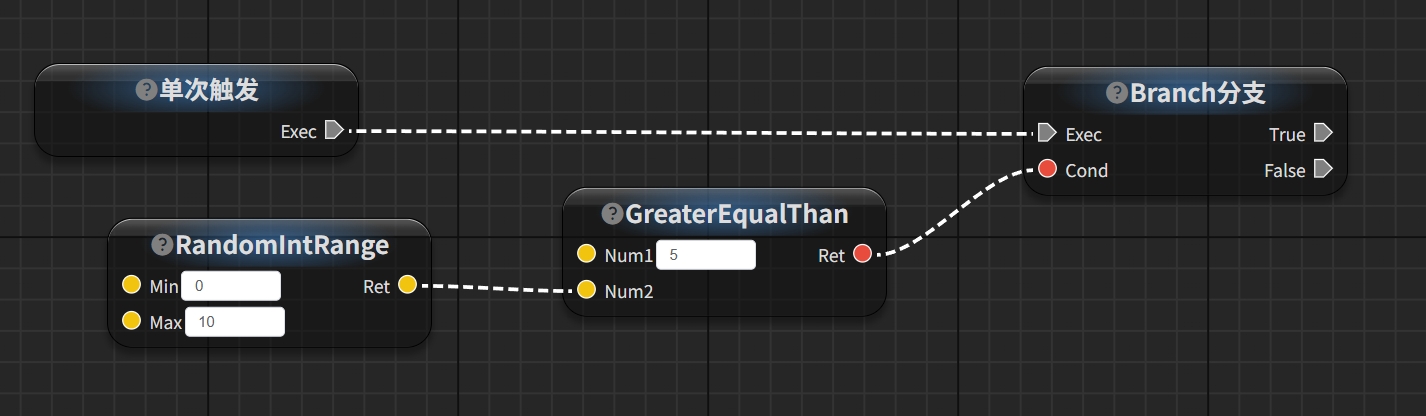 单次触发
Exec
RandomIntRange
Min 0
Ret
Max 10
GreaterEqualThan
Num1 5
Ret
Num2
Branch分支
Exec
True
Cond
False